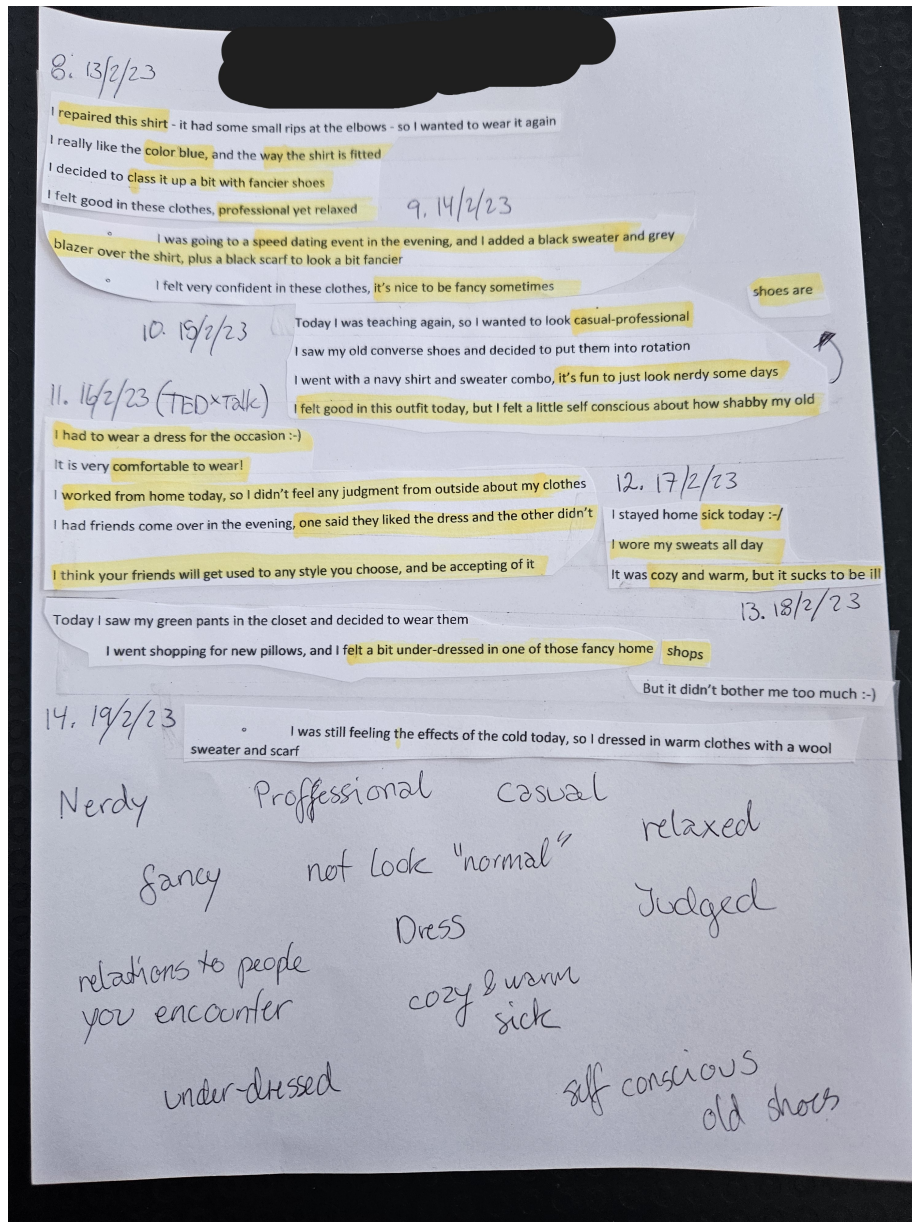 8. 13/2/23
I repaired this shirt - it had some small rips at the elbows - so I wanted to wear it again
I really like the color blue, and the way the shirt is fitted
I decided to class it up a bit with fancier shoes
I felt good in these clothes, professional yet relaxed
9. 14/2/23
I was going to a speed dating event in the evening, and I added a black sweater and grey
blazer over the shirt, plus a black scarf to look a bit fancier
I felt very confident in these clothes, it's nice to be fancy sometimes
10. 15/2/23
Today I was teaching again, so I wanted to look casual-professional
I saw my old converse shoes and decided to put them into rotation
I went with a navy shirt and sweater combo, it's fun to just look nerdy some days
I felt good in this outfit today, but I felt a little self conscious about how shabby my old
shoes are
11. 16/2/23 (TEDxTalk)
I had to wear a dress for the occasion :-)
It is very comfortable to wear!
I worked from home today, so I didn't feel any judgment from outside about my clothes
I had friends come over in the evening, one said they liked the dress and the other didn't
I think your friends will get used to any style you choose, and be accepting of it
12. 17/2/23
I stayed home sick today :-/
I wore my sweats all day
It was cozy and warm, but it sucks to be ill
13. 18/2/23
Today I saw my green pants in the closet and decided to wear them
I went shopping for new pillows, and I felt a bit under-dressed in one of those fancy home shops
But it didn't bother me too much :-)
14. 19/2/23
I was still feeling the effects of the cold today, so I dressed in warm clothes with a wool
sweater and scarf
Nerdy
Proffessional
casual
relaxed
fancy
not look "normal"
Judged
Dress
relations to people
you encounter
cozy & warm
sick
under-dressed
self conscious
old shoes